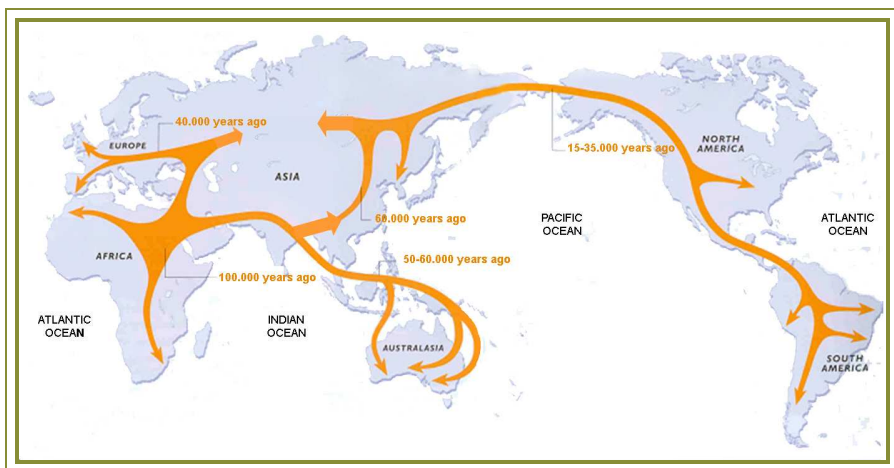 40.000 years ago
EUROPE
NORTH
AMERICA
15-35.000 years ago
ASIA
60.000 years ago
PACIFIC
OCEAN
ATLANTIC
OCEAN
AFRICA
50-60.000 years ago
100.000 years ago
ATLANTIC
OCEAN
INDIAN
OCEAN
AUSTRALASIA
SOUTH
AMERICA